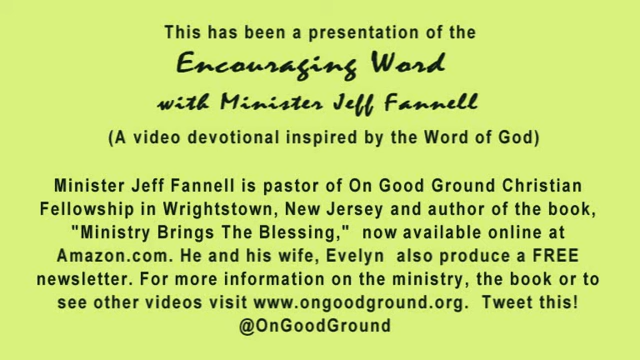 This has been a presentation of the
Encouraging Word
with Minister Jeff Fannell
(A video devotional inspired by the Word of God)
Minister Jeff Fannell is pastor of On Good Ground Christian
Fellowship in Wrightstown, New Jersey and author of the book,
"Ministry Brings The Blessing," now available online at
Amazon.com. He and his wife, Evelyn also produce a FREE
newsletter. For more information on the ministry, the book or to
see other videos visit www.ongoodground.org. Tweet this!
@OnGoodGround